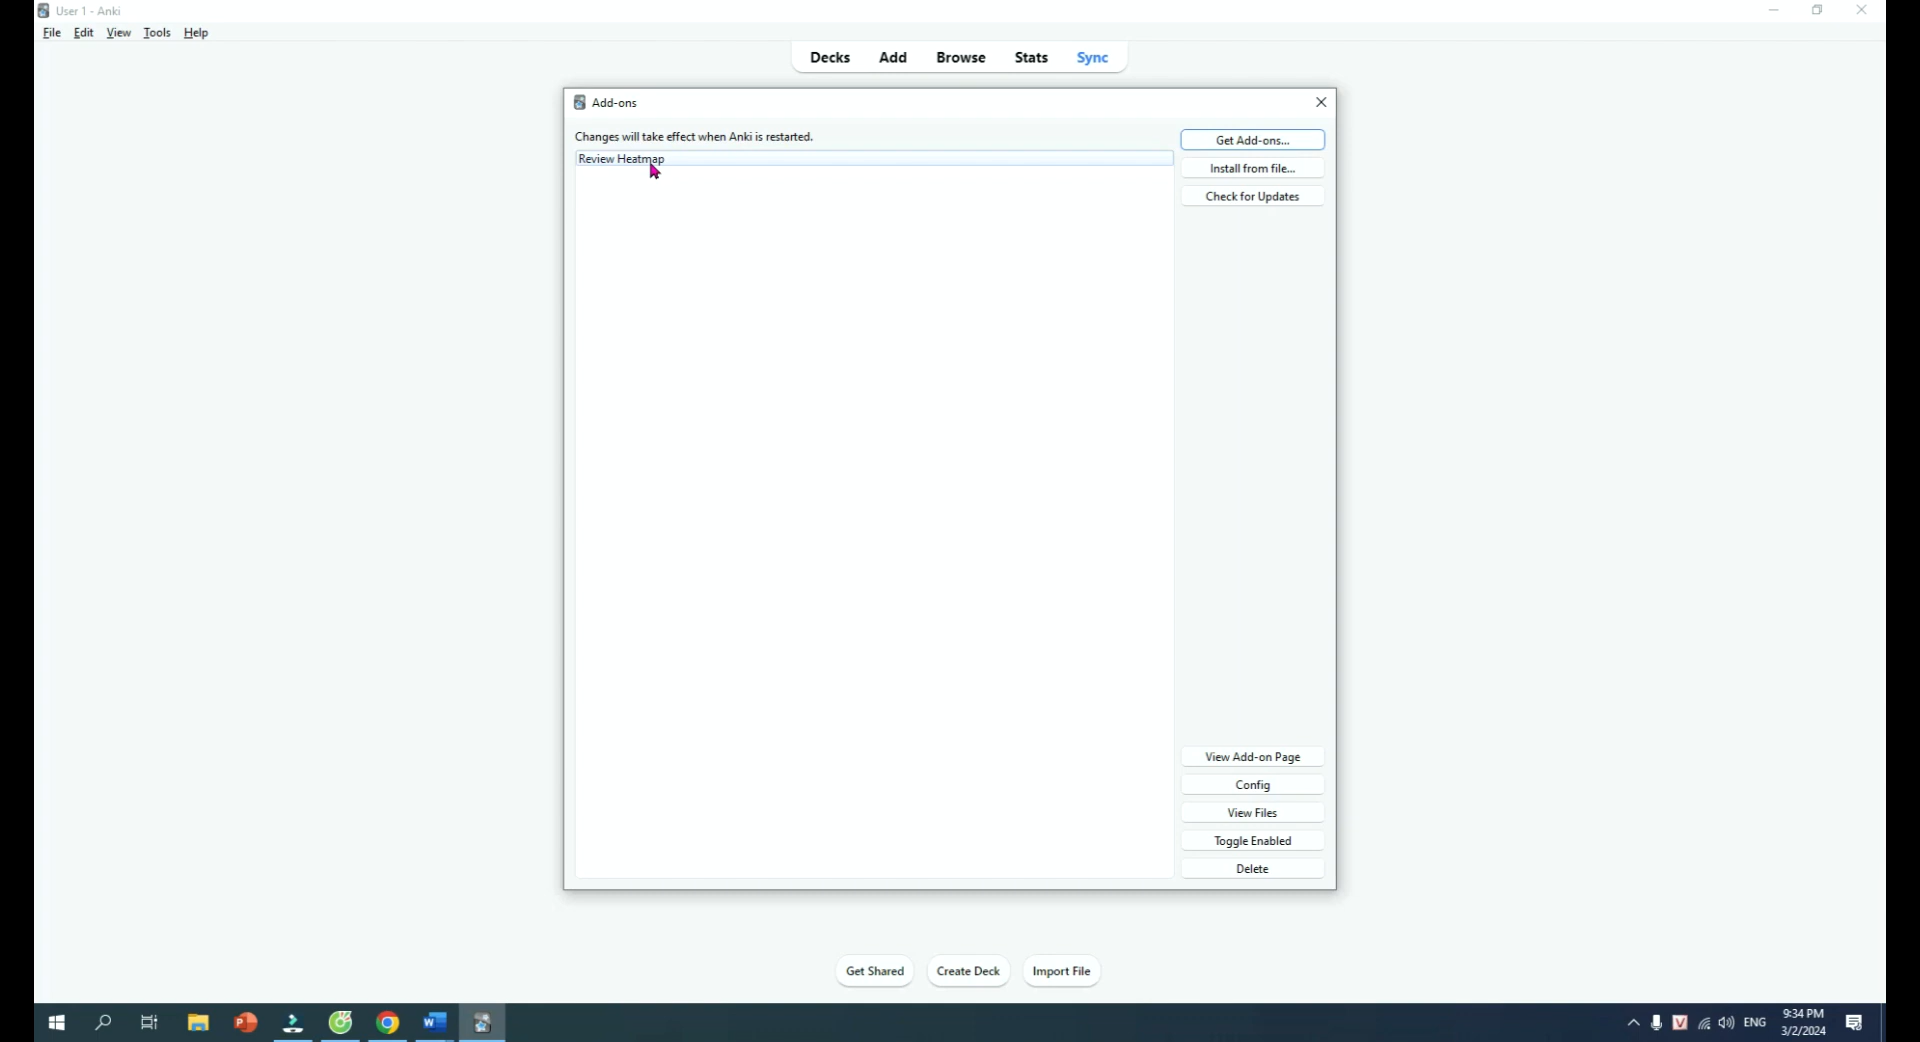 User 1 - Anki
File Edit View Tools Help
Decks Add Browse Stats Sync
Add-ons
Changes will take effect when Anki is restarted.
Review Heatmap
Get Add-ons...
Install from file...
Check for Updates
View Add-on Page
Config
View Files
Toggle Enabled
Delete
Get Shared Create Deck Import File
ENG
9:34 PM
3/2/2024